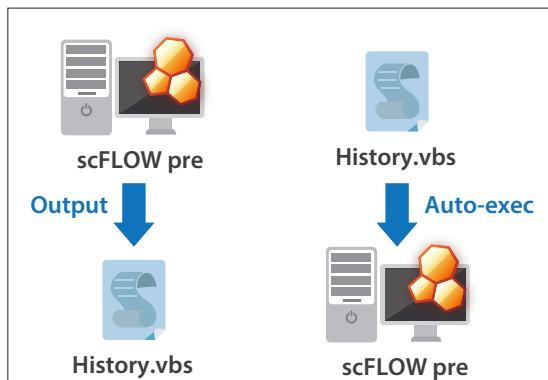 scFLOW pre
Output
History.vbs
History.vbs
Auto-exec
scFLOW pre